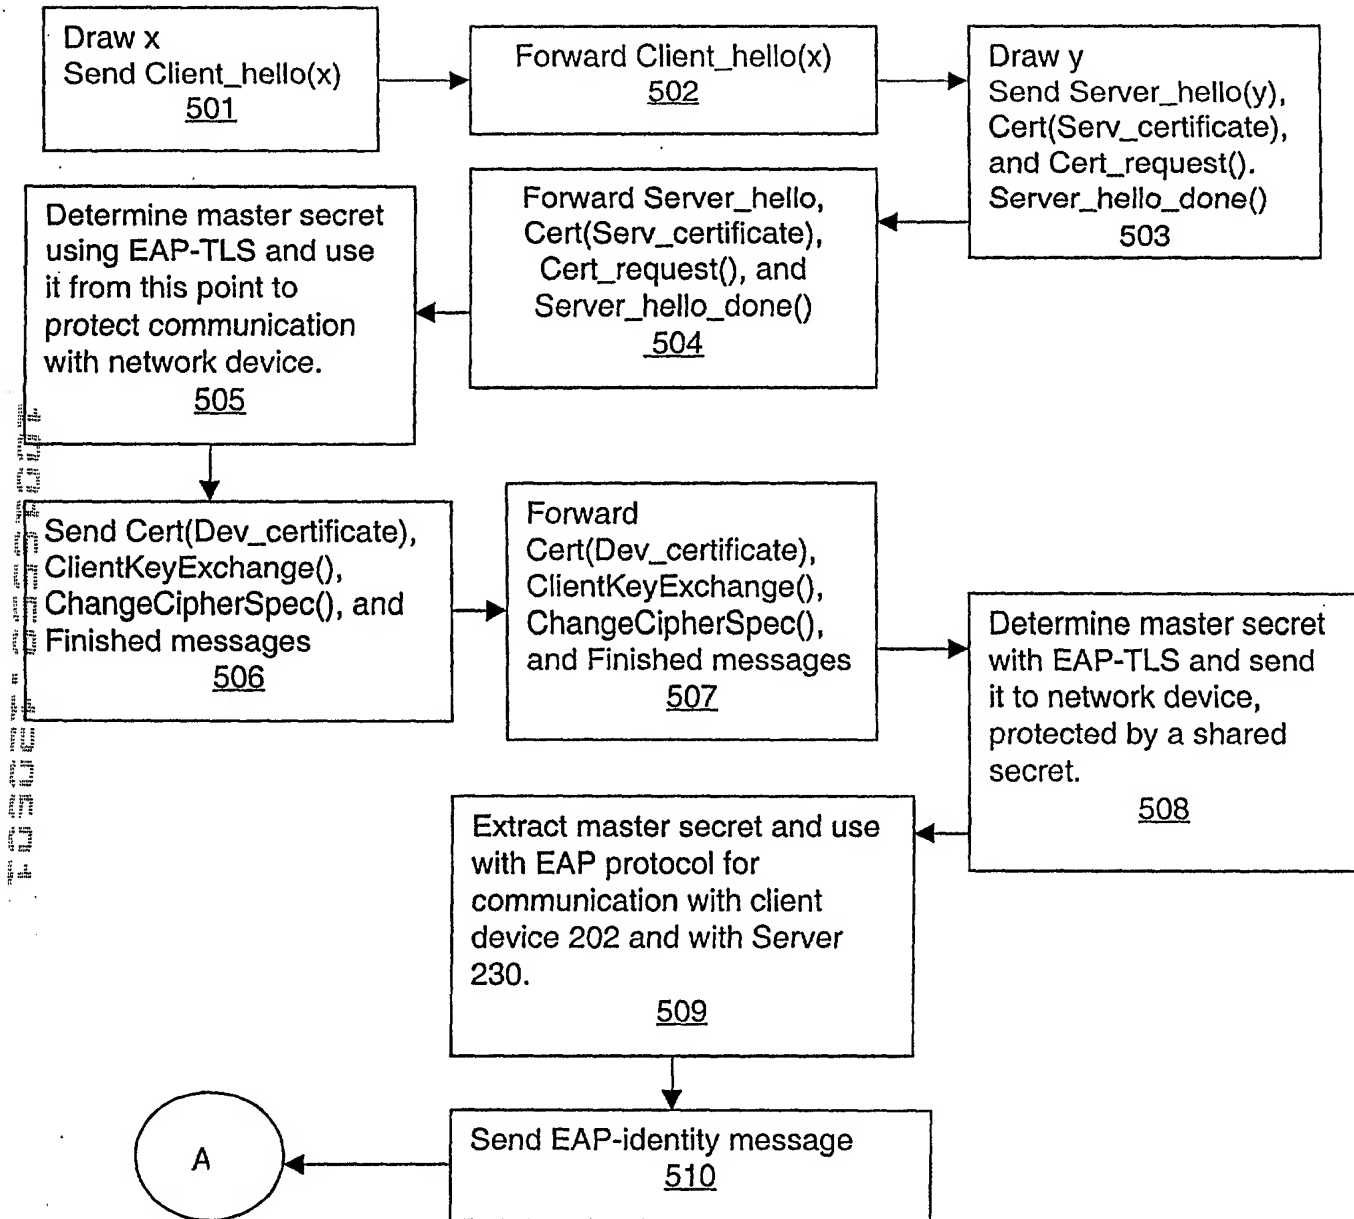 Draw x
Send Client_hello(x)
501
Forward Client_hello(x)
502
Draw y
Send Server_hello(y),
Cert(Serv_certificate),
and Cert_request().
Server_hello_done()
503
Forward Server_hello,
Cert(Serv_certificate),
Cert_request(), and
Server_hello_done()
504
Determine master secret
using EAP-TLS and use
it from this point to
protect communication
with network device.
505
Send Cert(Dev_certificate),
ClientKeyExchange(),
ChangeCipherSpec(), and
Finished messages
506
Forward
Cert(Dev_certificate),
ClientKeyExchange(),
ChangeCipherSpec(),
and Finished messages
507
Determine master secret
with EAP-TLS and send
it to network device,
protected by a shared
secret.
508
Extract master secret and use
with EAP protocol for
communication with client
device 202 and with Server
230.
509
Send EAP-identity message
510
A